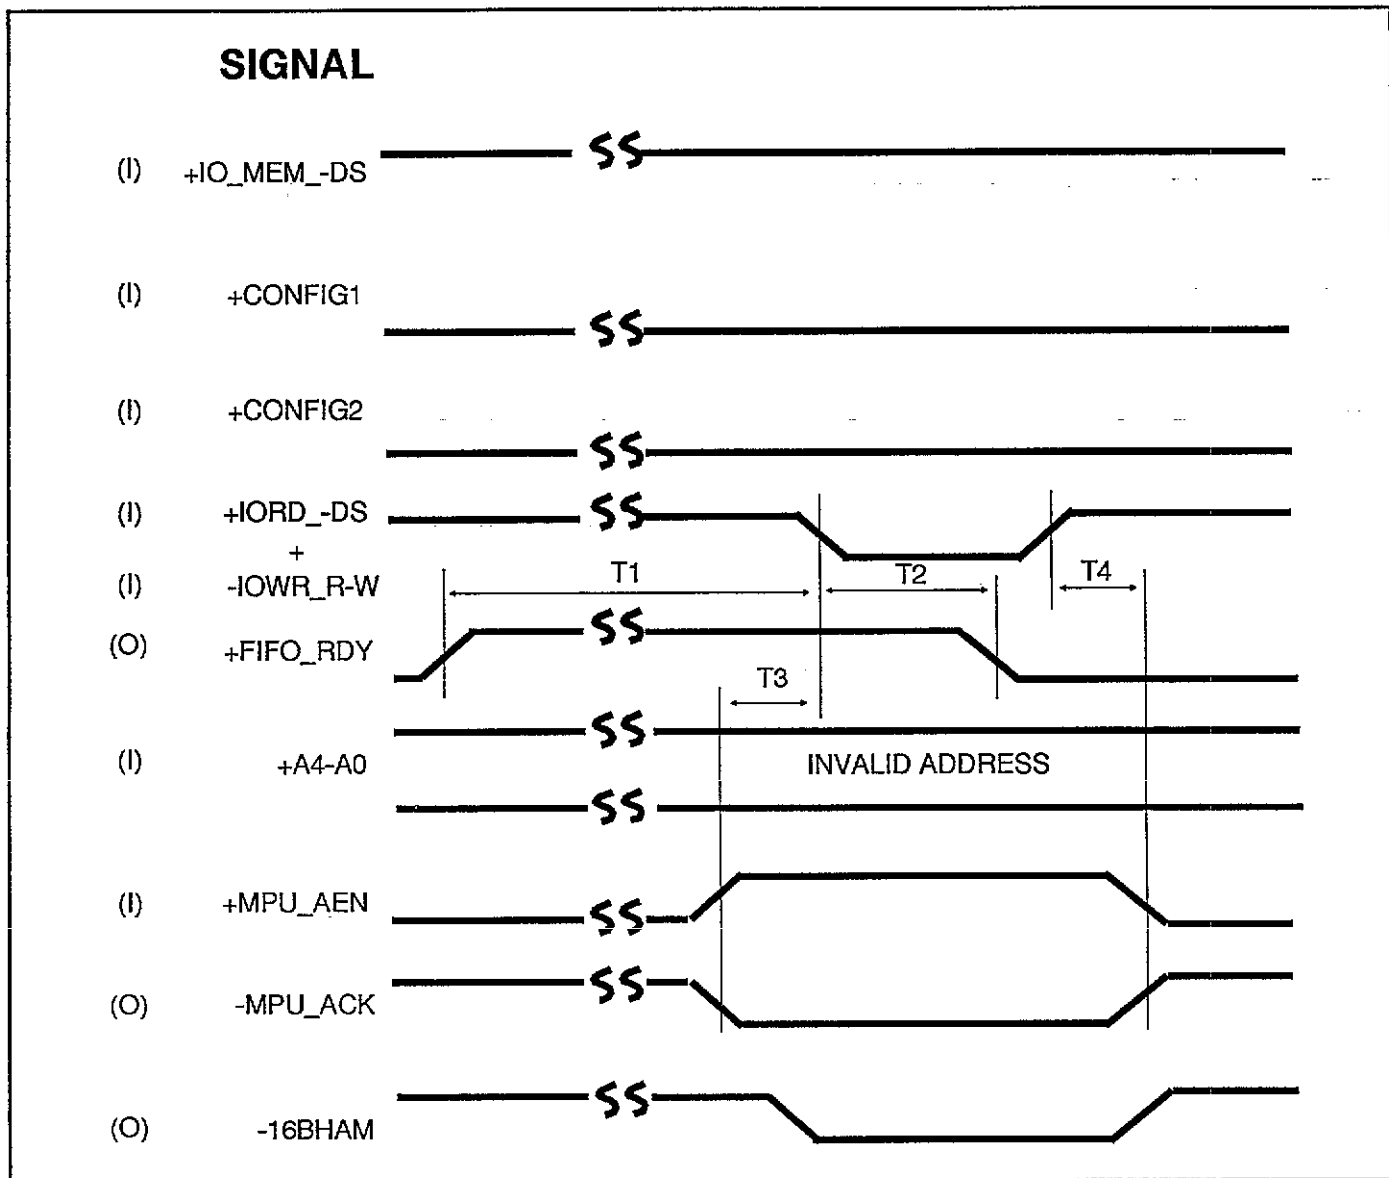 SIGNAL
(I) +IO_MEM_-DS
(I) +CONFIG1
(I) +CONFIG2
(I) +IORD_-DS
+
(I) -IOWR_R-W
T1
T2
T4
(O) +FIFO_RDY
T3
(I) +A4-A0
INVALID ADDRESS
(I) +MPU_AEN
(O) -MPU_ACK
(O) -16BHAM